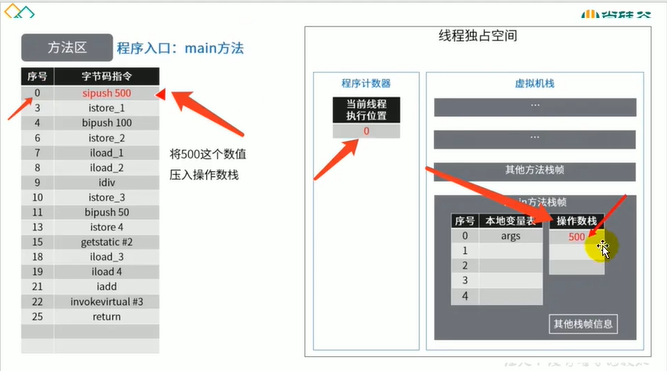 尚硅谷
方法区 程序入口：main方法
序号 字节码指令
0 sipush 500
3 istore_1
4 bipush 100
6 istore_2
7 iload_1
8 iload_2
9 idiv
10 istore_3
11 bipush 50
13 istore 4
15 getstatic #2
18 iload_3
19 iload 4
21 iadd
22 invokevirtual #3
25 return
将500这个数值
压入操作数栈
线程独占空间
程序计数器
当前线程
执行位置
0
虚拟机栈
...
...
其他方法栈帧
in方法栈帧
序号 本地变量表 操作数栈
0 args 500
1
2
3
4
其他栈帧信息